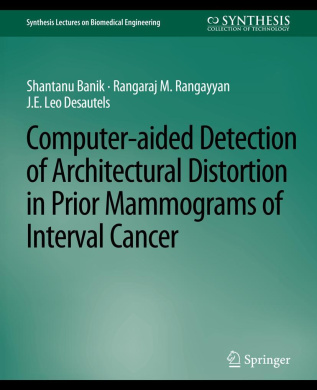 Synthesis Lectures on Biomedical Engineering
SYNTHESIS
COLLECTION OF TECHNOLOGY
Shantanu Banik · Rangaraj M. Rangayyan
J.E. Leo Desautels
Computer-aided Detection
of Architectural Distortion
in Prior Mammograms of
Interval Cancer
Springer